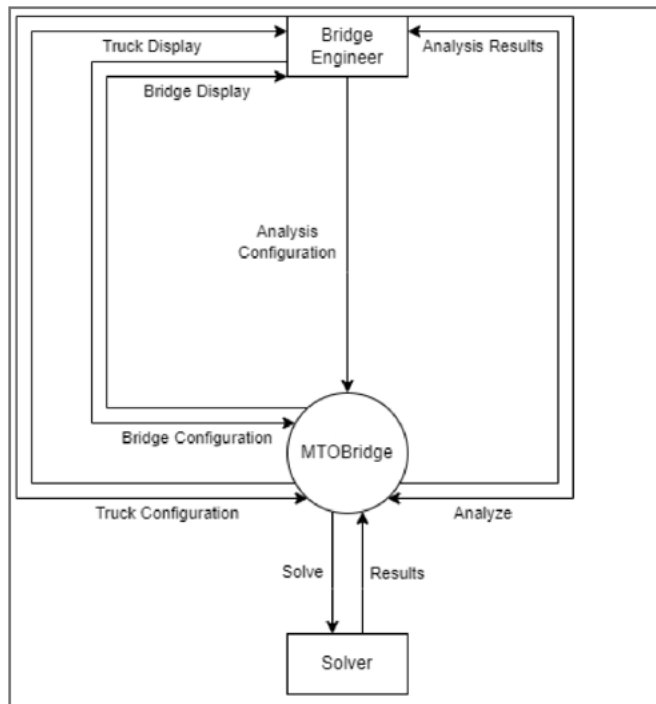 Truck Display
Bridge
Engineer
Analysis Results
Bridge Display
Analysis
Configuration
Bridge Configuration
MTOBridge
Truck Configuration
Analyze
Solve
Results
Solver